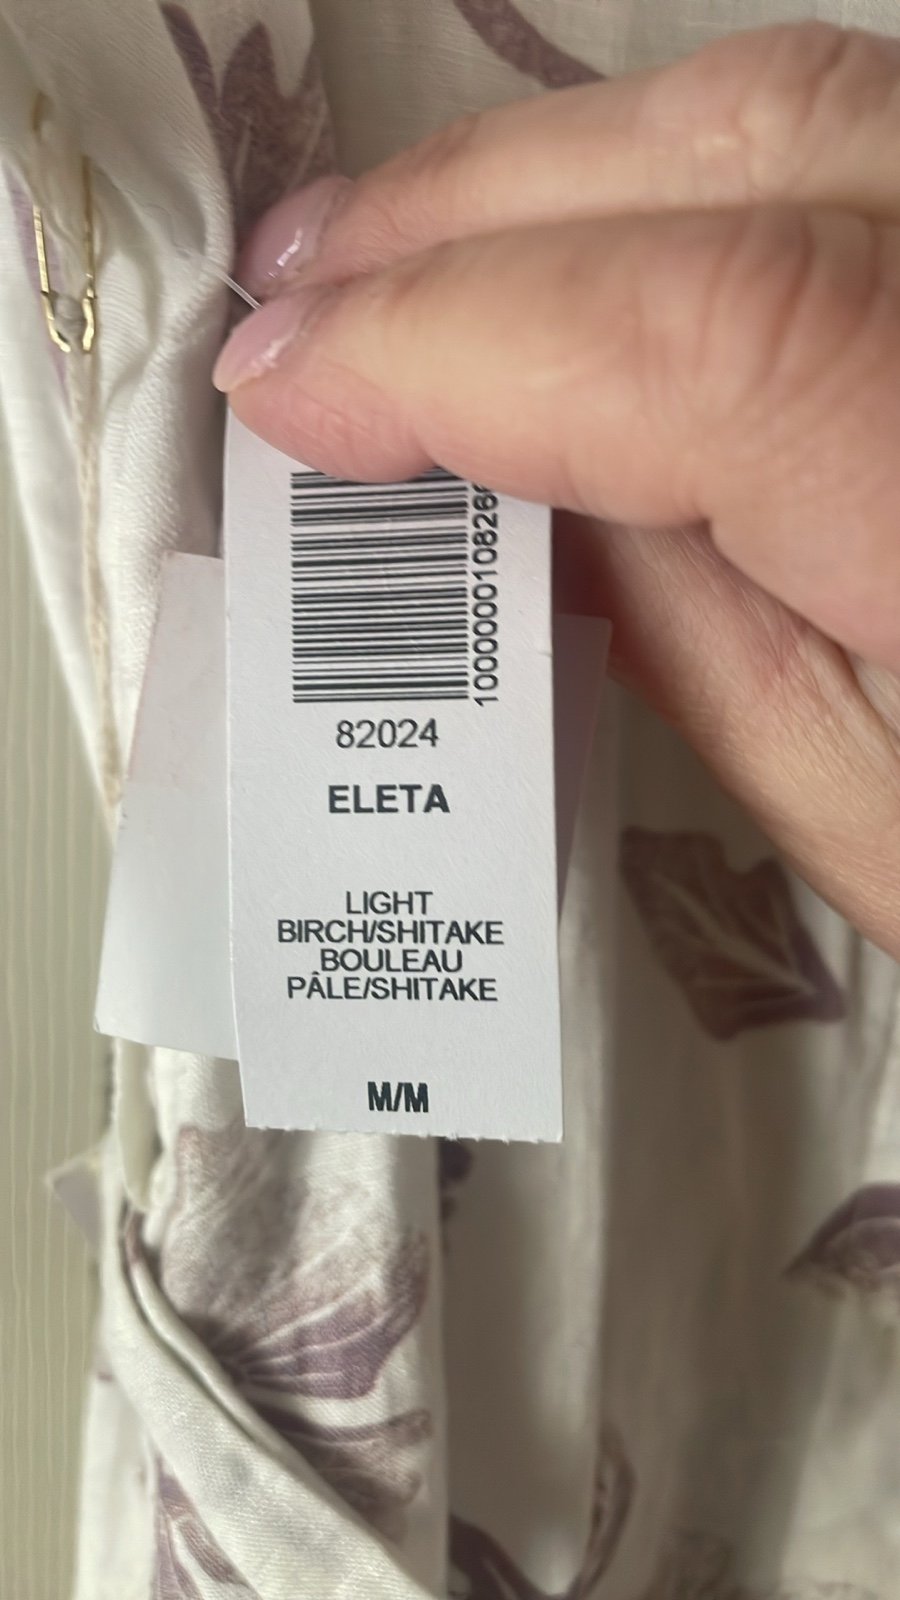 82024
ELETA
LIGHT
BIRCH/SHITAKE
BOULEAU
PÂLE/SHITAKE
M/M